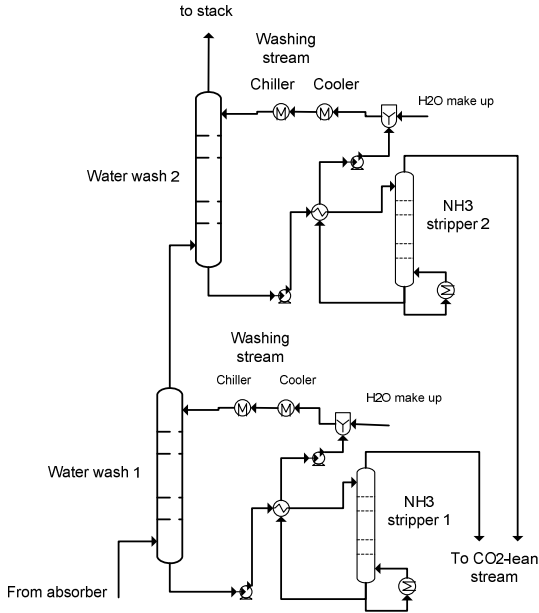 to stack
Washing
stream
Chiller
Cooler
H2O make up
Water wash 2
NH3
stripper 2
Washing
stream
Chiller
Cooler
H2O make up
Water wash 1
NH3
stripper 1
To CO2-lean
stream
From absorber